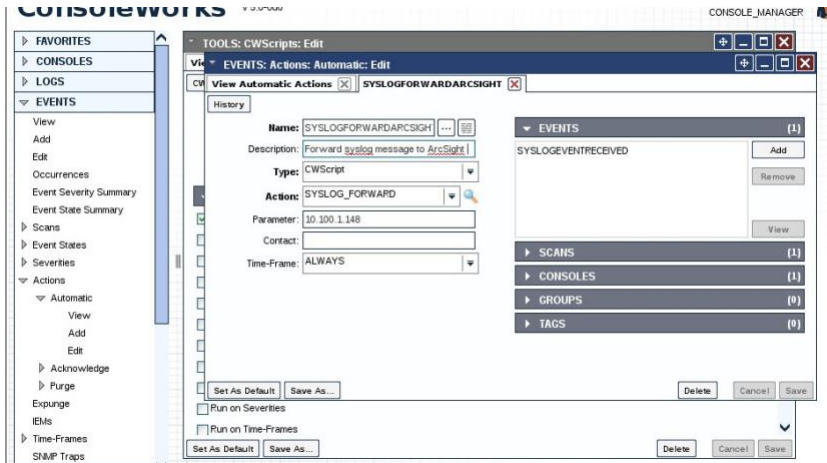 ConsoleWorks
CONSOLE_MANAGER
FAVORITES
CONSOLES
LOGS
EVENTS
View
Add
Edit
Occurrences
Event Severity Summary
Event State Summary
Scans
Event States
Severities
Actions
Automatic
View
Add
Edit
Acknowledge
Purge
Expunge
IEMs
Time-Frames
SNMP Traps
TOOLS: CWScripts: Edit
EVENTS: Actions: Automatic: Edit
View Automatic Actions
SYSLOGFORWARDARCSIGHT
History
Name: SYSLOGFORWARDARCSIGHT
Description: Forward syslog message to ArcSight
Type: CWScript
Action: SYSLOG_FORWARD
Parameter: 10.100.1.148
Contact:
Time-Frame: ALWAYS
EVENTS (1)
SYSLOGEVENTRECEIVED
Add
Remove
View
SCANS (1)
CONSOLES (1)
GROUPS (0)
TAGS (0)
Set As Default Save As... Delete Cancel Save
Run on Severities
Run on Time-Frames
Set As Default Save As... Delete Cancel Save